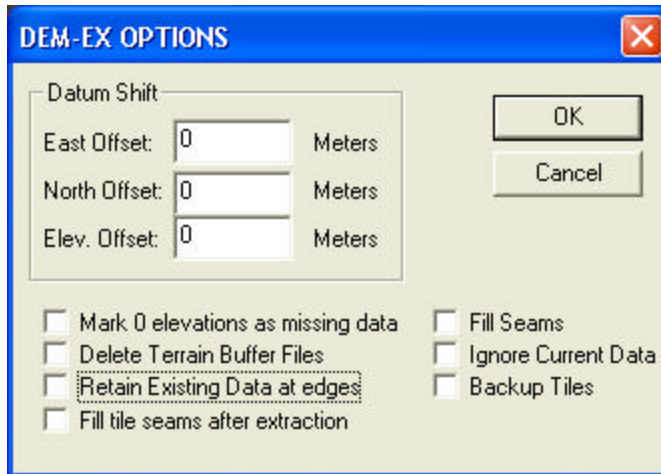 DEM-EX OPTIONS
Datum Shift
East Offset: 0 Meters
North Offset: 0 Meters
Elev. Offset: 0 Meters
OK
Cancel
Mark 0 elevations as missing data
Delete Terrain Buffer Files
Retain Existing Data at edges
Fill tile seams after extraction
Fill Seams
Ignore Current Data
Backup Tiles